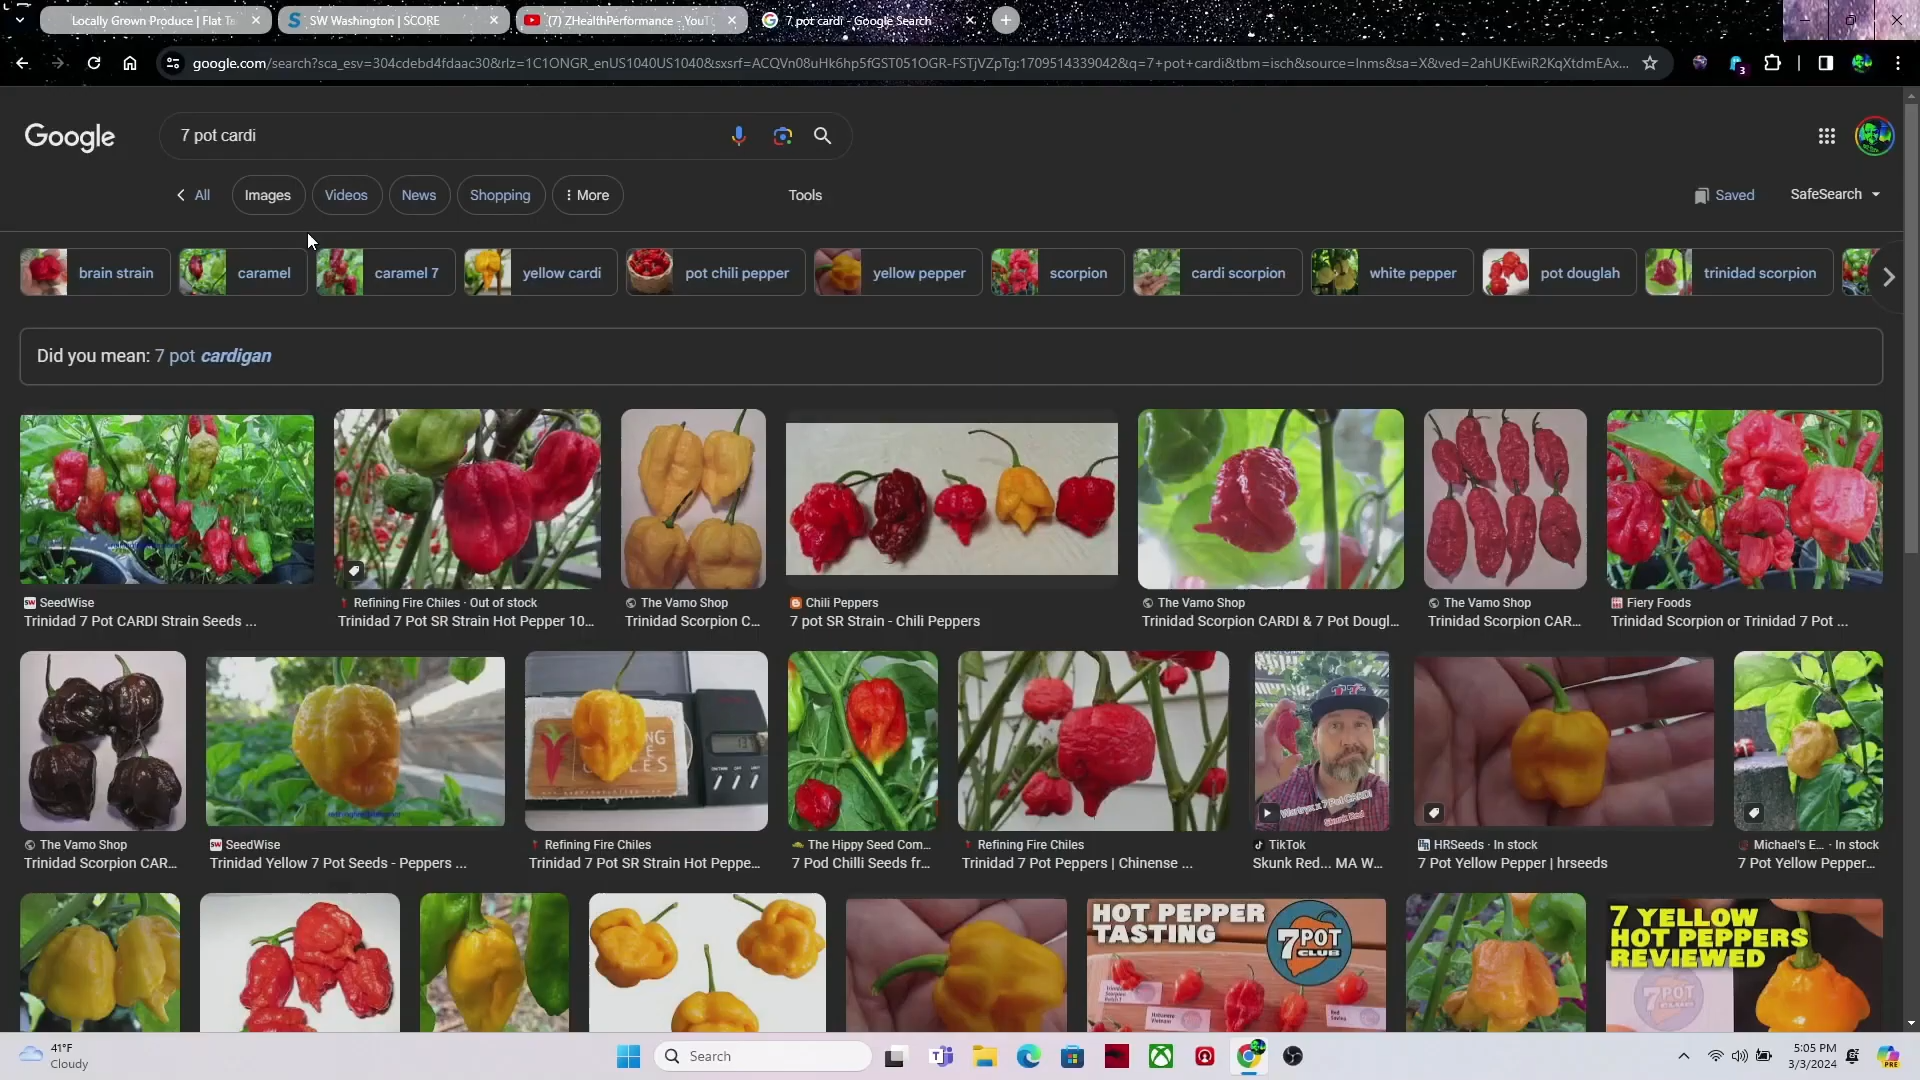 Locally Grown Produce | Flat T
SW Washington | SCORE
(7) ZHealthPerformance - YouT
7 pot cardi - Google Search
google.com/search?sca_esv=304cdebd4fdaac30&rlz=1C1ONGR_enUS1040US1040&sxsrf=ACQVn08uHk6hp5fGST051OGR-FSTjVZpTg:1709514339042&q=7+pot+cardi&tbm=isch&source=lnms&sa=X&ved=2ahUKEwiR2KqXtdmEAx...
3
Google
7 pot cardi
All
Images
Videos
News
Shopping
More
Tools
Saved
SafeSearch
brain strain
caramel
caramel 7
yellow cardi
pot chili pepper
yellow pepper
scorpion
cardi scorpion
white pepper
pot douglah
trinidad scorpion
Did you mean: 7 pot cardigan
SeedWise
Trinidad 7 Pot CARDI Strain Seeds ...
Refining Fire Chiles · Out of stock
Trinidad 7 Pot SR Strain Hot Pepper 10...
The Vamo Shop
Trinidad Scorpion C...
Chili Peppers
7 pot SR Strain - Chili Peppers
The Vamo Shop
Trinidad Scorpion CARDI & 7 Pot Dougl...
The Vamo Shop
Trinidad Scorpion CAR...
Fiery Foods
Trinidad Scorpion or Trinidad 7 Pot ...
The Vamo Shop
Trinidad Scorpion CAR...
SeedWise
Trinidad Yellow 7 Pot Seeds - Peppers ...
Refining Fire Chiles
Trinidad 7 Pot SR Strain Hot Peppe...
The Hippy Seed Com...
7 Pod Chilli Seeds fr...
Refining Fire Chiles
Trinidad 7 Pot Peppers | Chinense ...
TikTok
Skunk Red... MA W...
HRSeeds · In stock
7 Pot Yellow Pepper | hrseeds
Michael's E... · In stock
7 Pot Yellow Pepper...
HOT PEPPER
TASTING
7POT
CLUB
7 YELLOW
HOT PEPPERS
REVIEWED
7POT
CLUB
41°F
Cloudy
Search
5:05 PM
3/3/2024
PRE